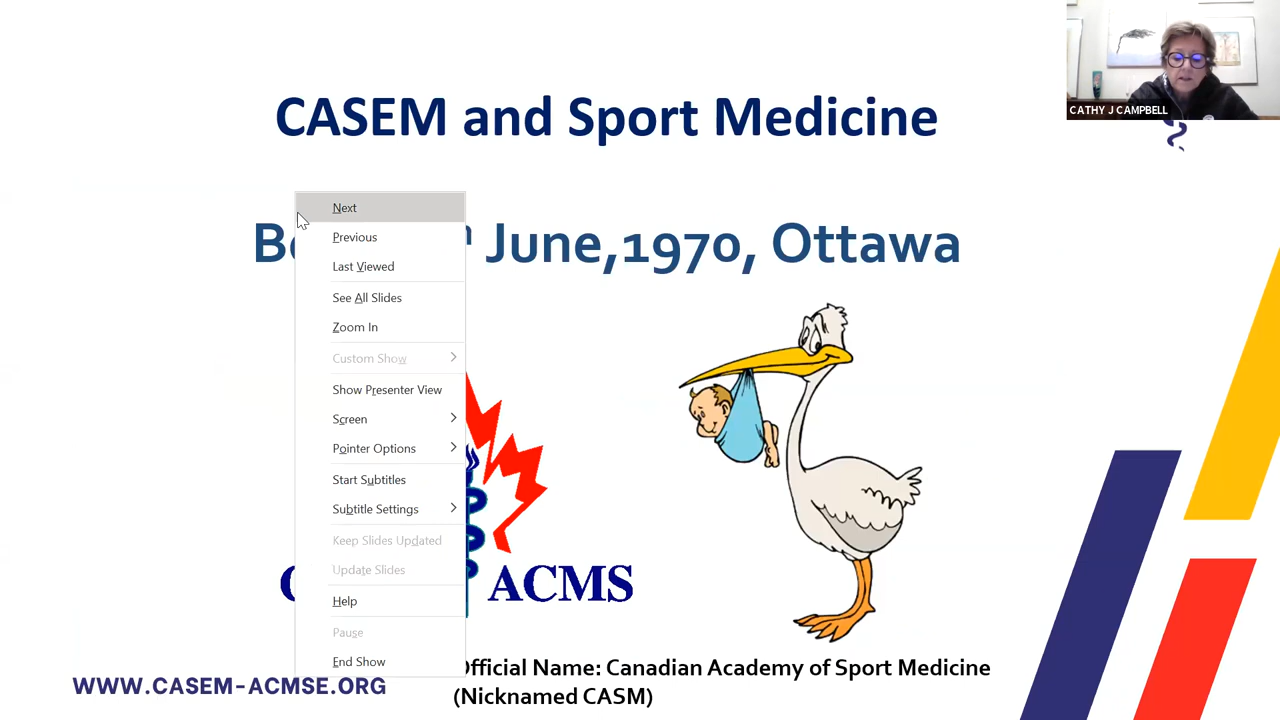 CASEM and Sport Medicine
CATHY J CAMPBELL
June,1970, Ottawa
Next
Previous
Last Viewed
See All Slides
Zoom In
Custom Show
Show Presenter View
Screen
Pointer Options
Start Subtitles
Subtitle Settings
Keep Slides Updated
Update Slides
Help
Pause
End Show
ACMS
Official Name: Canadian Academy of Sport Medicine
(Nicknamed CASM)
WWW.CASEM-ACMSE.ORG